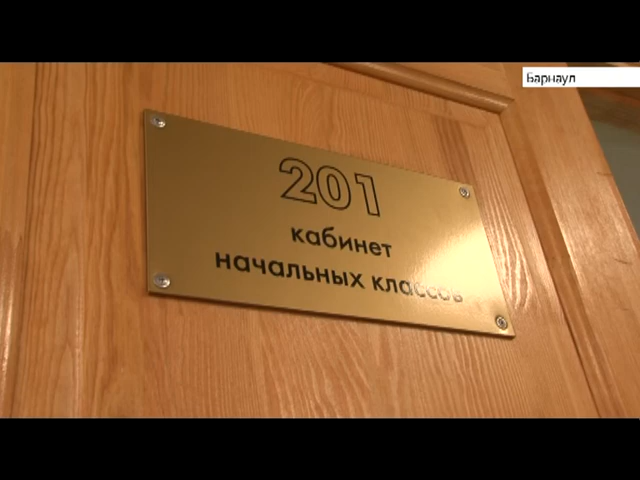 Барнаул
201
кабинет
начальных классов